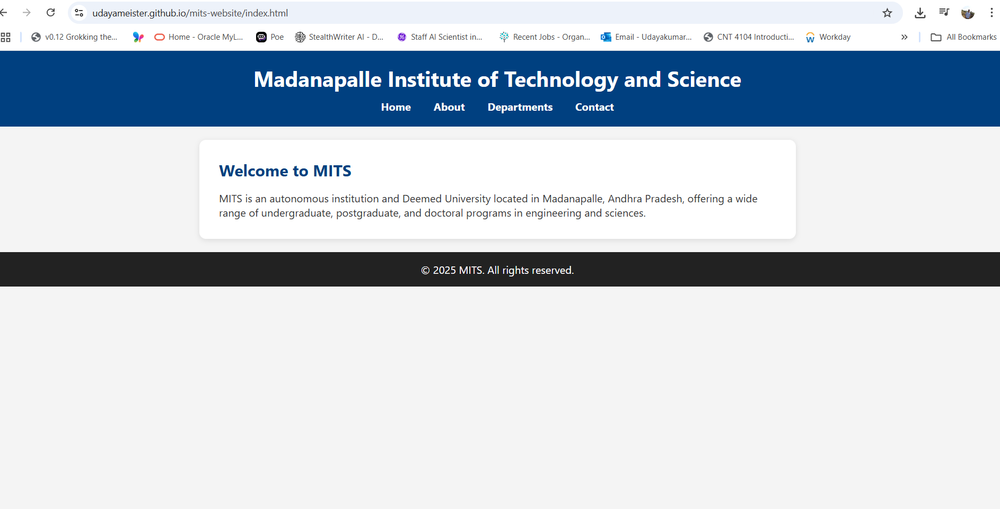 udayameister.github.io/mits-website/index.html
v0.12 Grokking the...
Home - Oracle MyL...
Poe
StealthWriter AI - D...
Staff AI Scientist in...
Recent Jobs - Organ...
Email - Udayakumar...
CNT 4104 Introducti...
Workday
All Bookmarks
Madanapalle Institute of Technology and Science
Home About Departments Contact
Welcome to MITS
MITS is an autonomous institution and Deemed University located in Madanapalle, Andhra Pradesh, offering a wide
range of undergraduate, postgraduate, and doctoral programs in engineering and sciences.
© 2025 MITS. All rights reserved.